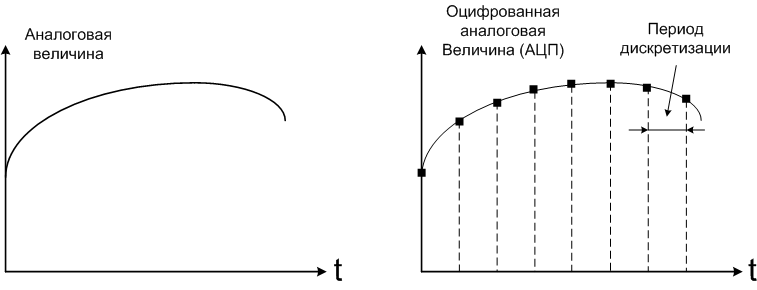 Аналоговая
величина
t
Оцифрованная
аналоговая
Величина (АЦП)
Период
дискретизации
t